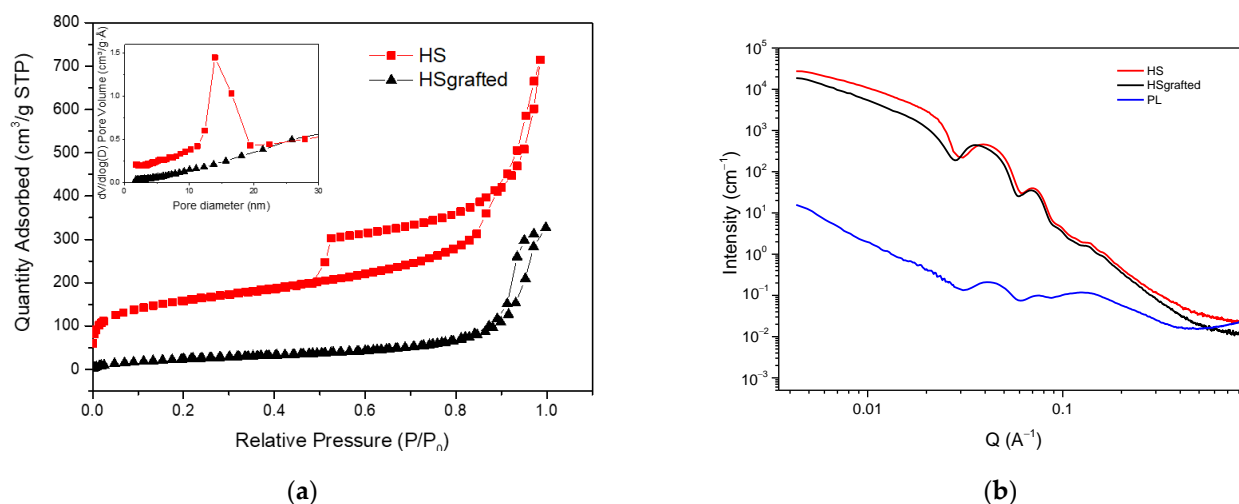 800
700
600
500
400
300
200
100
0
Quantity Adsorbed (cm³/g STP)
0.0 0.2 0.4 0.6 0.8 1.0
Relative Pressure (P/P₀)
HS
HSgrafted
1.5
1.0
0.5
0.0
dV/dlog(D) Pore Volume (cm³/g·Å)
0 10 20 30
Pore diameter (nm)
(a)
10⁵
10⁴
10³
10²
10¹
10⁰
10⁻¹
10⁻²
10⁻³
Intensity (cm⁻¹)
HS
HSgrafted
PL
0.01 0.1
Q (A⁻¹)
(b)